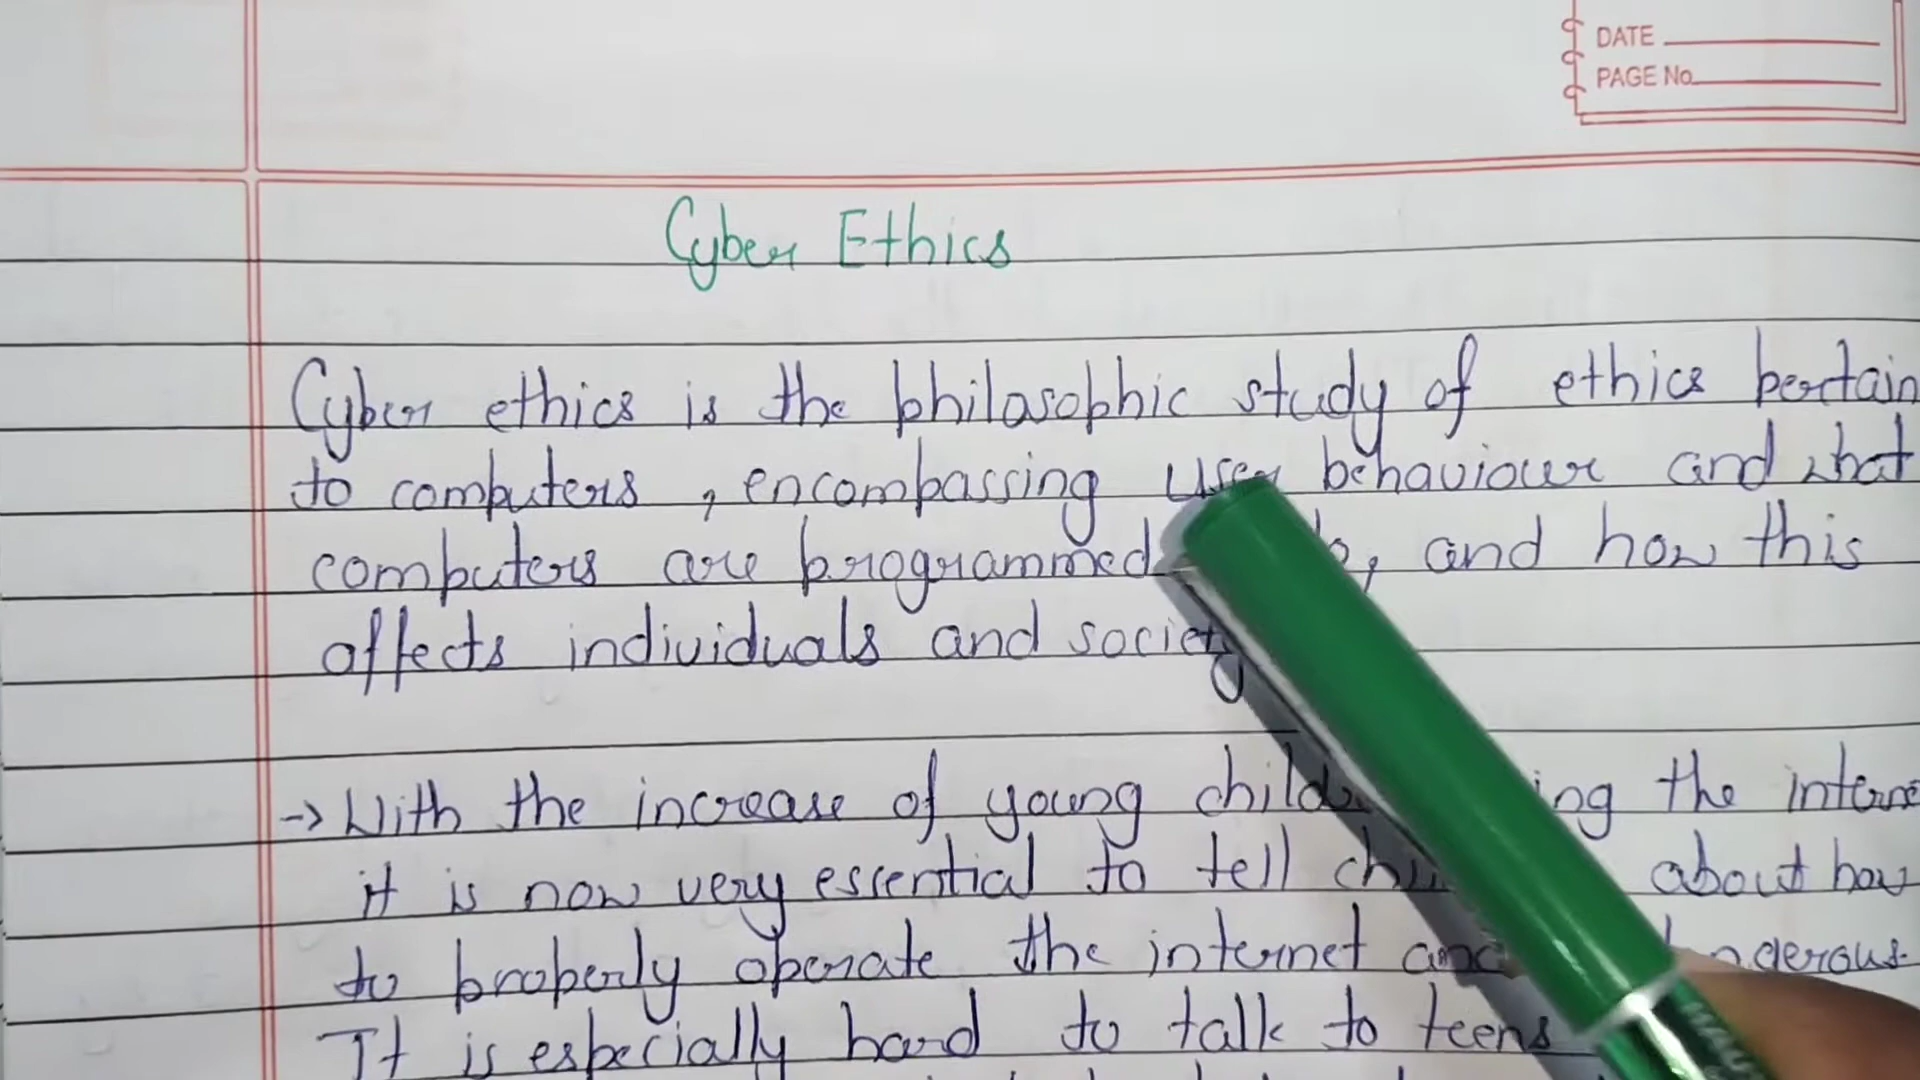 DATE
PAGE No.
Cyber Ethics
Cyber ethics is the philosophic study of ethics pertain
to computers, encompassing user behaviour and what
computers are programmed, and how this
affects individuals and society
→ With the increase of young the
it is now very essential to tell about how
to properly operate the internet
It is especially hard to talk to teens